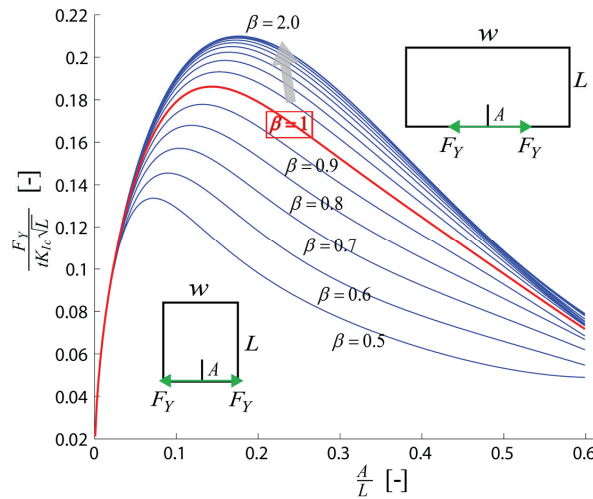 0.22
0.2
0.18
0.16
0.14
0.12
0.1
0.08
0.06
0.04
0.02
F_Y / tK_{Ic}√L [-]
β = 2.0
β = 1
β = 0.9
β = 0.8
β = 0.7
β = 0.6
β = 0.5
w
L
A
F_Y F_Y
w
L
A
F_Y F_Y
0 0.1 0.2 0.3 0.4 0.5 0.6
A/L [-]